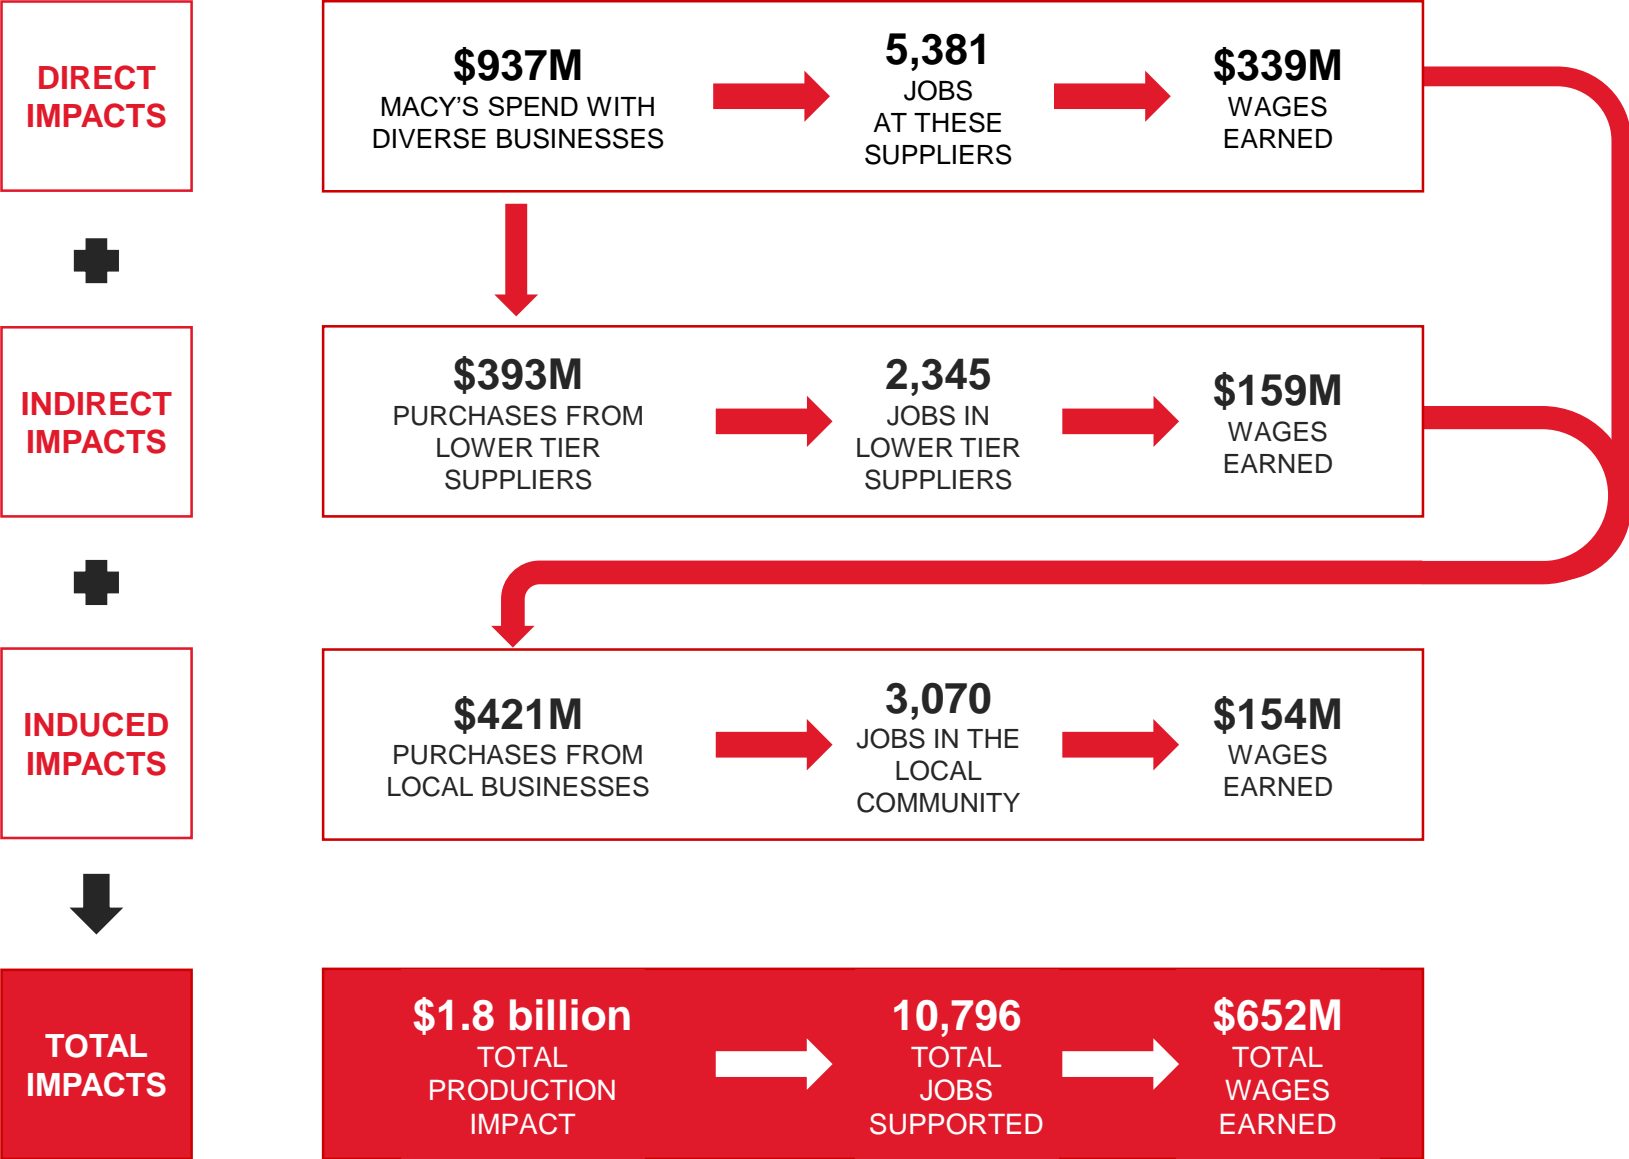 DIRECT
IMPACTS
$937M
MACY'S SPEND WITH
DIVERSE BUSINESSES
5,381
JOBS
AT THESE
SUPPLIERS
$339M
WAGES
EARNED
INDIRECT
IMPACTS
$393M
PURCHASES FROM
LOWER TIER
SUPPLIERS
2,345
JOBS IN
LOWER TIER
SUPPLIERS
$159M
WAGES
EARNED
INDUCED
IMPACTS
$421M
PURCHASES FROM
LOCAL BUSINESSES
3,070
JOBS IN THE
LOCAL
COMMUNITY
$154M
WAGES
EARNED
TOTAL
IMPACTS
$1.8 billion
TOTAL
PRODUCTION
IMPACT
10,796
TOTAL
JOBS
SUPPORTED
$652M
TOTAL
WAGES
EARNED